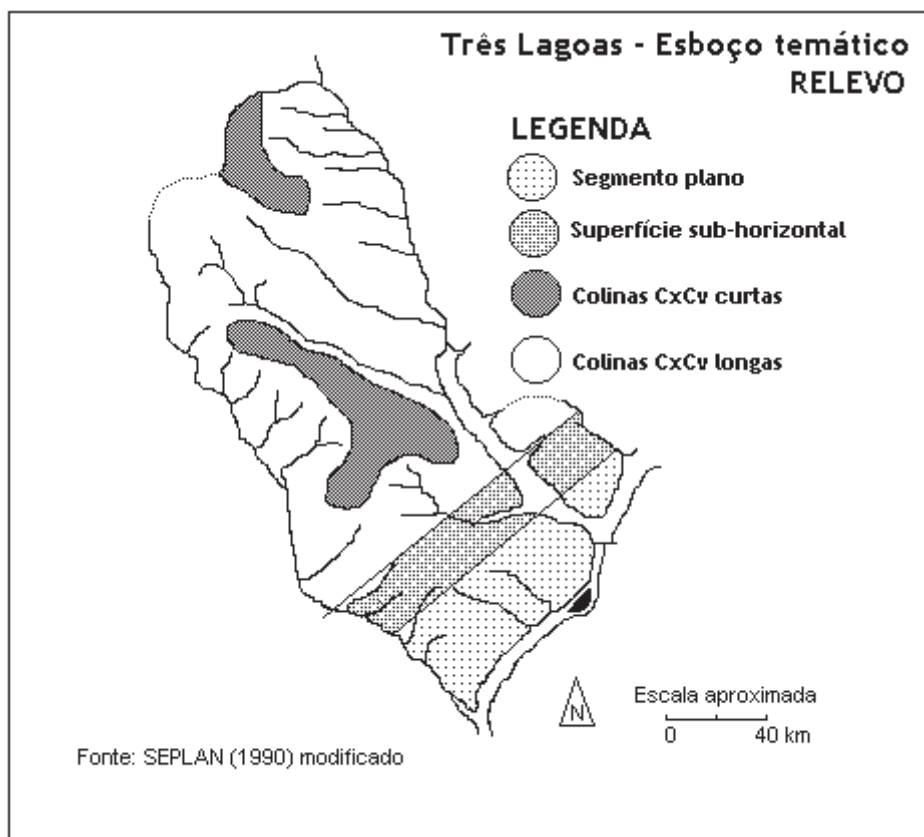 Três Lagoas - Esboço temático
RELEVO
LEGENDA
Segmento plano
Superfície sub-horizontal
Colinas CxCv curtas
Colinas CxCv longas
N
Escala aproximada
0 40 km
Fonte: SEPLAN (1990) modificado